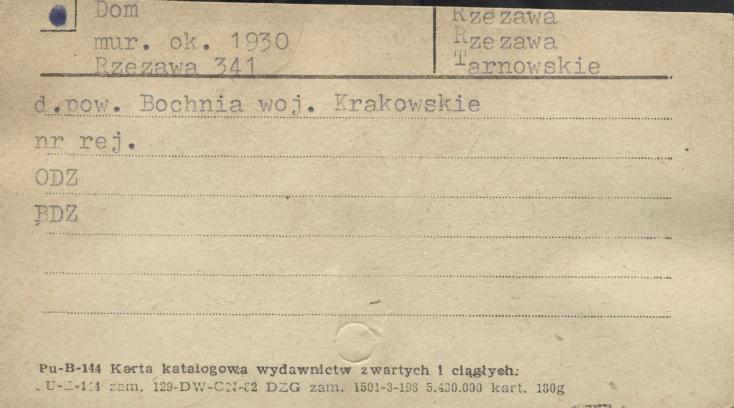 Dom
mur. ok. 1930
Rzezawa 341
Rzezawa
Rzezawa
Tarnowskie
d.pow. Bochnia woj. Krakowskie
nr rej.
ODZ
BDZ
Pu-B-144 Karta katalogowa wydawnictw zwartych i ciągłych.
zam. 129-DW-CN-82 DZG zam. 1501-3-196 5.430.000 kart. 180g